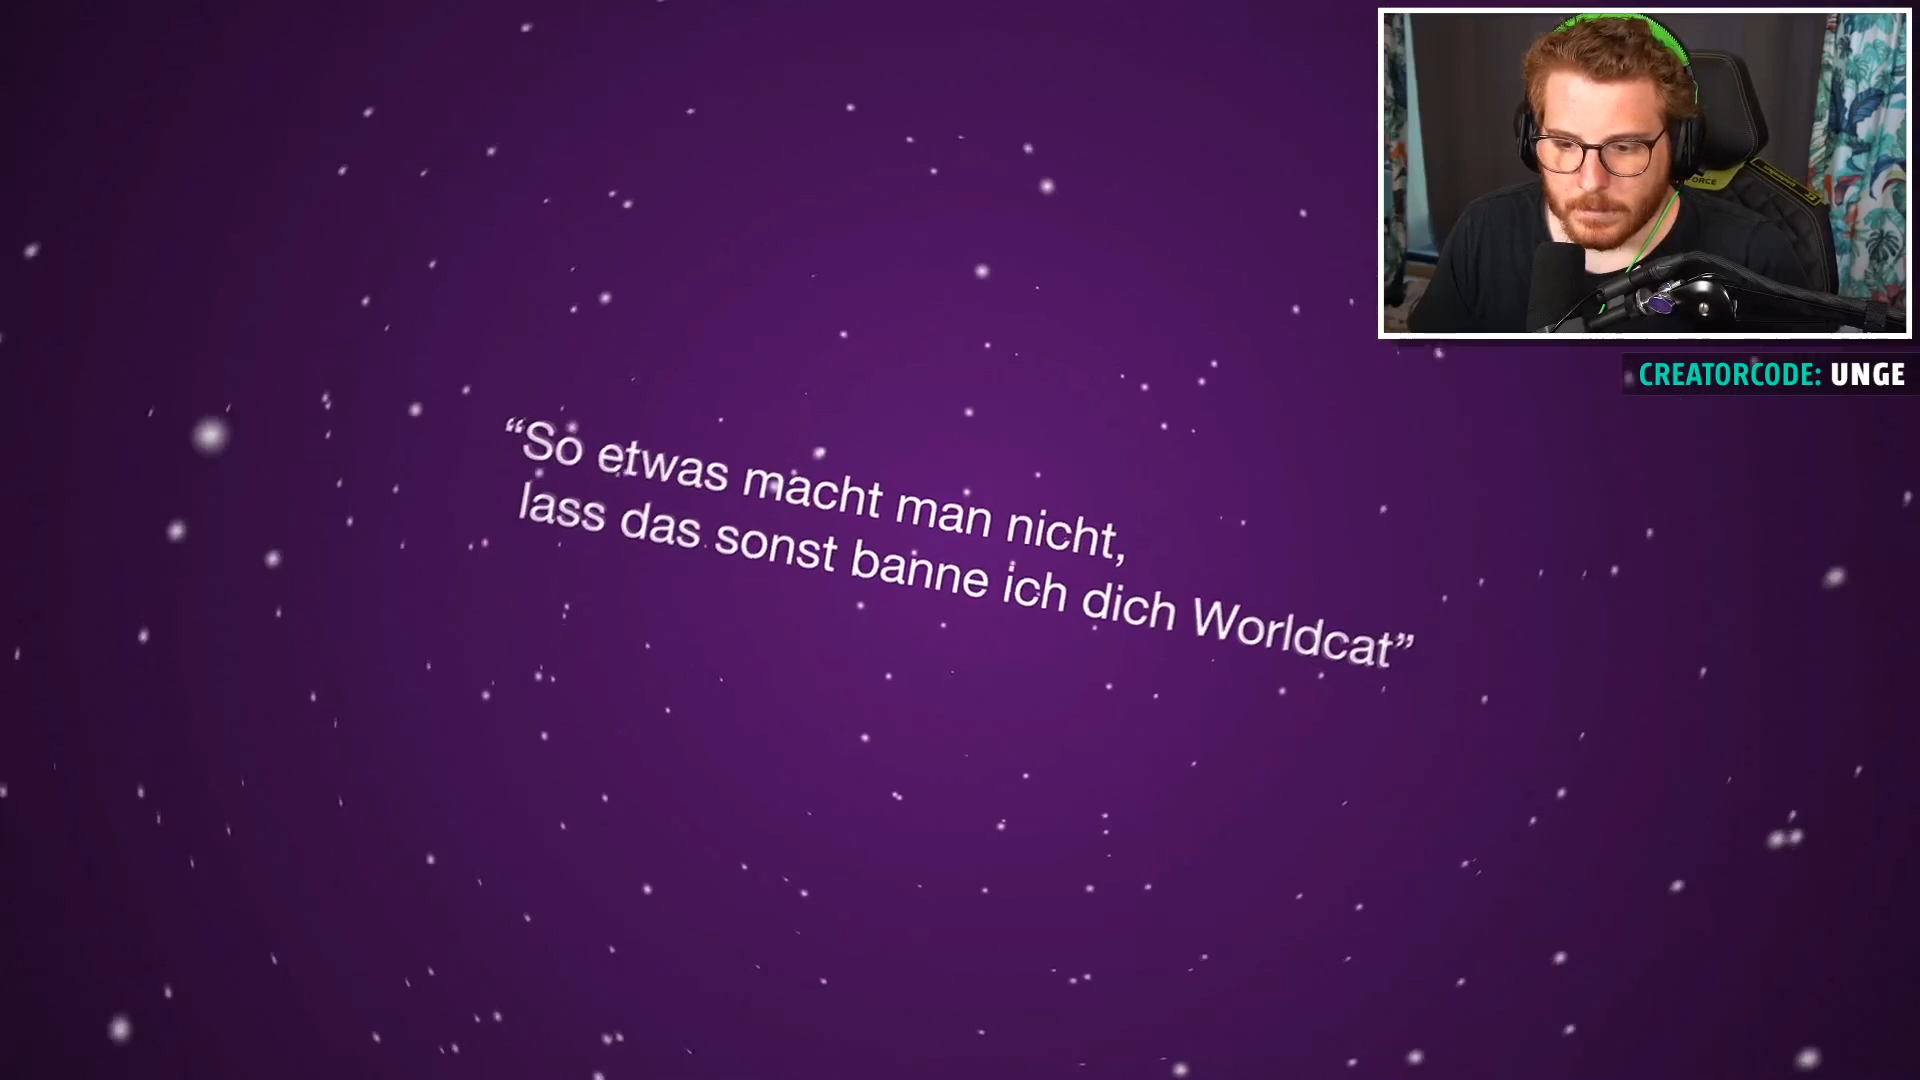 CREATORCODE: UNGE
“So etwas macht man nicht,
lass das sonst banne ich dich Worldcat”